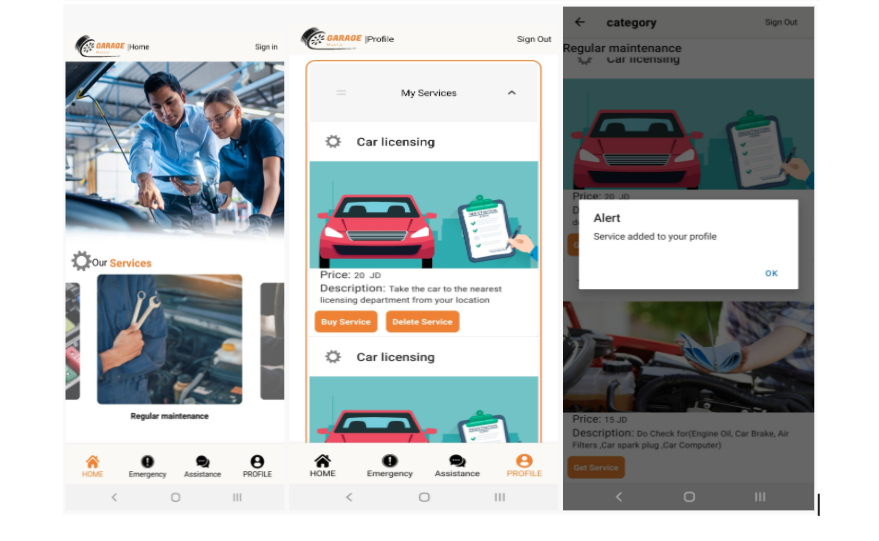 GARAGE |Home
Sign in
Our Services
Regular maintenance
HOME
Emergency
Assistance
PROFILE
GARAGE |Profile
Sign Out
My Services
Car licensing
Price: 20 JD
Description: Take the car to the nearest
licensing department from your location
Buy Service
Delete Service
Car licensing
HOME
Emergency
Assistance
PROFILE
category
Sign Out
Regular maintenance
Car licensing
Price: 20 JD
Alert
Service added to your profile
OK
Price: 15 JD
Description: Do Check for(Engine Oil, Car Brake, Air
Filters ,Car spark plug ,Car Computer)
Get Service